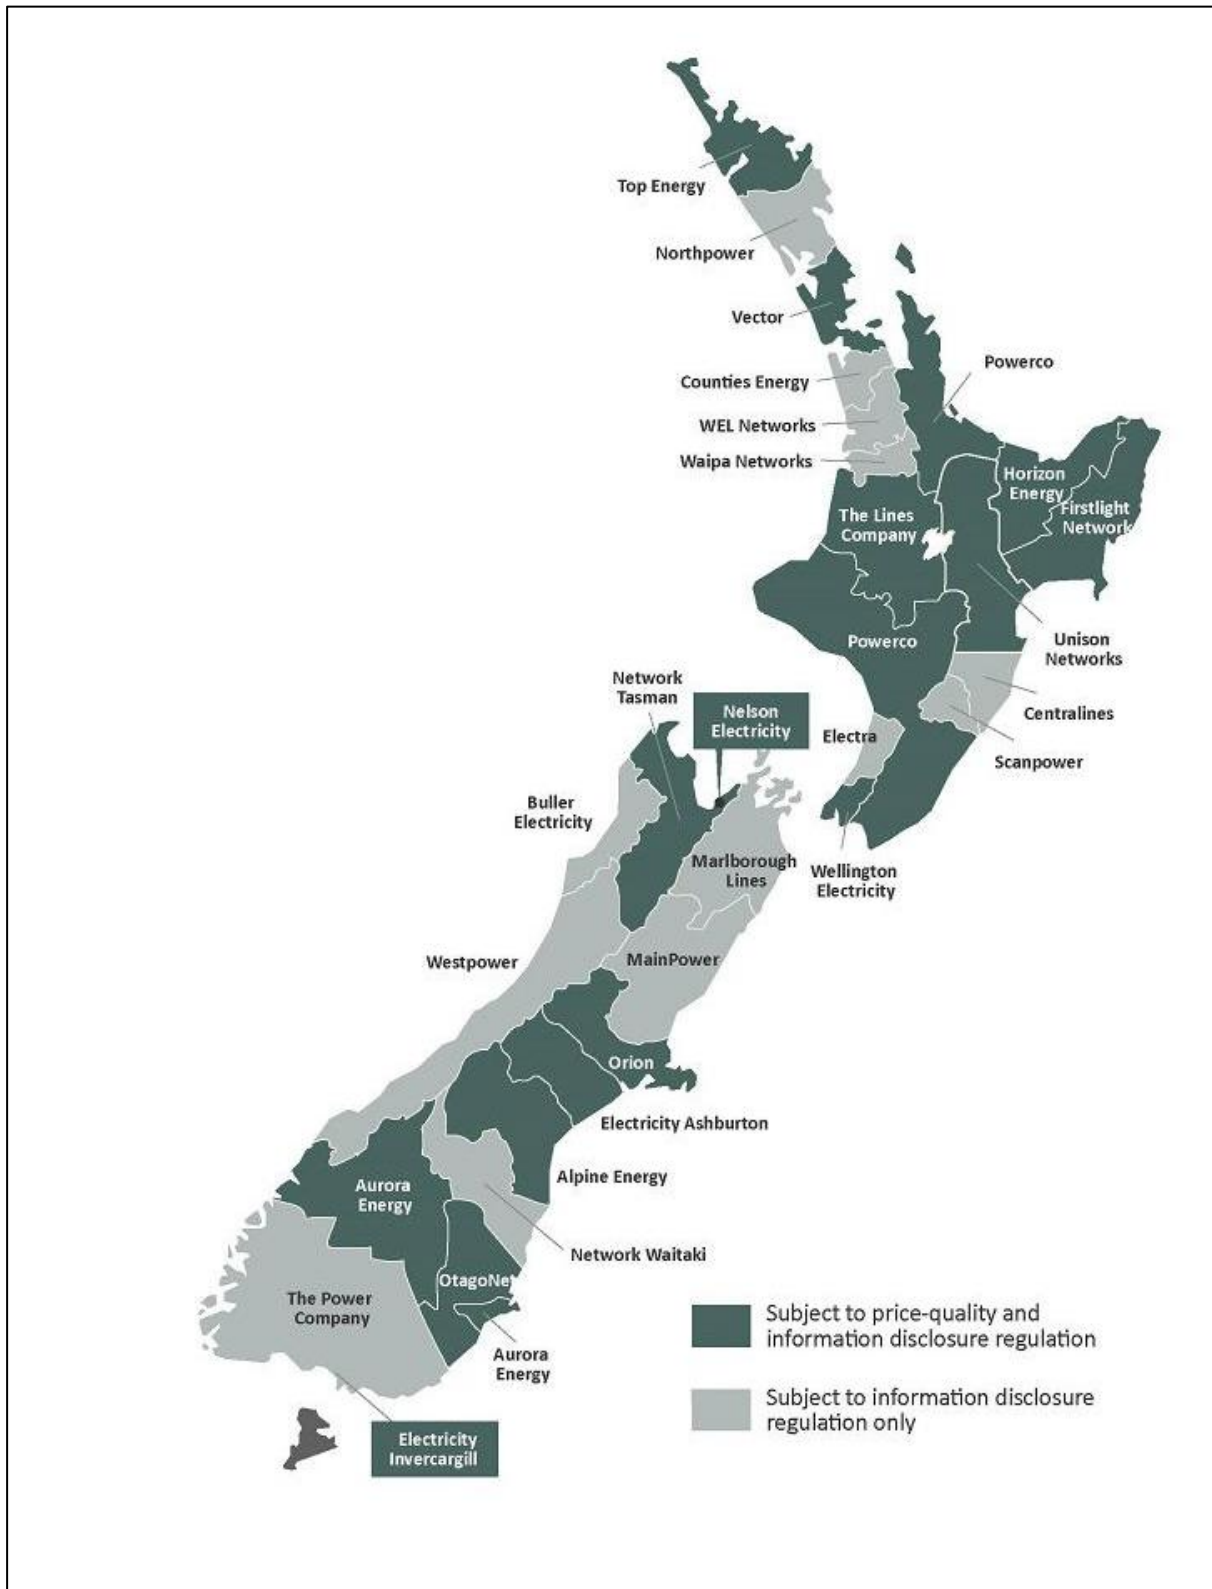 Top Energy
Northpower
Vector
Powerco
Counties Energy
WEL Networks
Waipa Networks
Horizon
Energy
Firstlight
Network
The Lines
Company
Powerco
Unison
Networks
Network
Tasman
Nelson
Electricity
Centralines
Electra
Scanpower
Buller
Electricity
Marlborough
Lines
Wellington
Electricity
Westpower
MainPower
Orion
Electricity Ashburton
Alpine Energy
Aurora
Energy
Network Waitaki
OtagoNet
The Power
Company
Aurora
Energy
Electricity
Invercargill
Subject to price-quality and
information disclosure regulation
Subject to information disclosure
regulation only